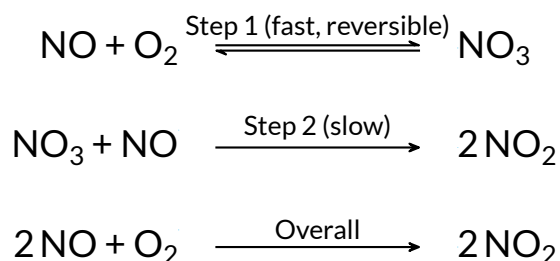 NO + O₂ Step 1 (fast, reversible) NO₃
NO₃ + NO Step 2 (slow) 2 NO₂
2 NO + O₂ Overall 2 NO₂